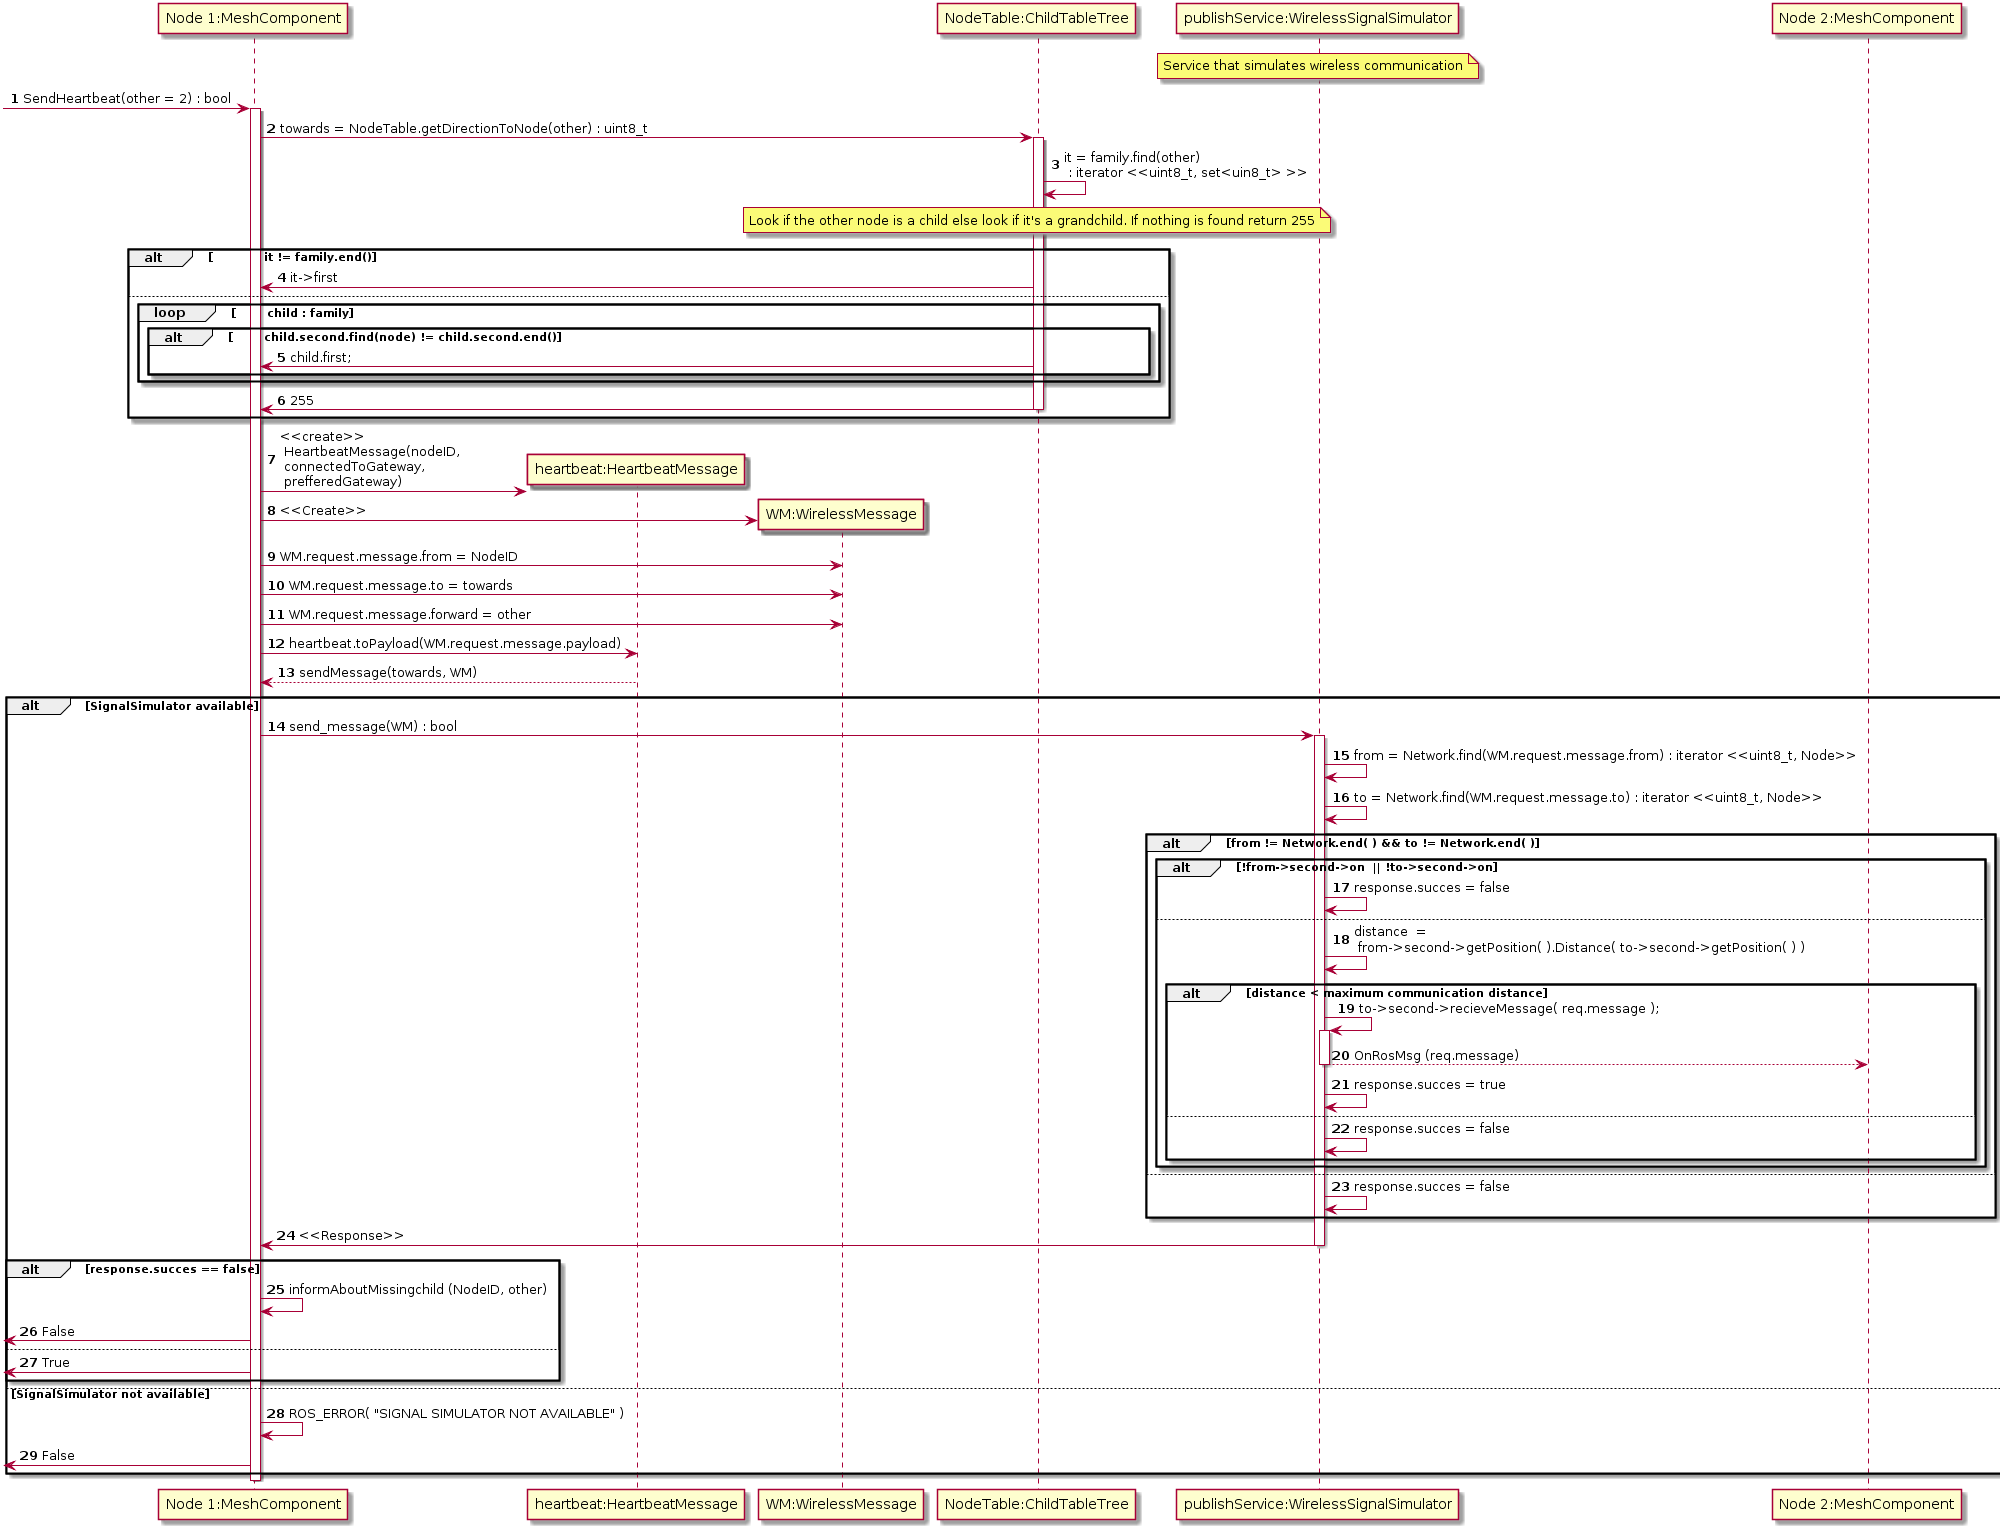 Node 1:MeshComponent
NodeTable:ChildTableTree
publishService:WirelessSignalSimulator
Node 2:MeshComponent
Service that simulates wireless communication
1 SendHeartbeat(other = 2) : bool
2 towards = NodeTable.getDirectionToNode(other) : uint8_t
3 it = family.find(other)
: iterator <<uint8_t, set<uin8_t> >>
Look if the other node is a child else look if it's a grandchild. If nothing is found return 255
alt [ it != family.end()]
4 it->first
loop [ child : family]
alt [ child.second.find(node) != child.second.end()]
5 child.first;
6 255
<<create>>
7 HeartbeatMessage(nodeID,
connectedToGateway,
prefferedGateway)
heartbeat:HeartbeatMessage
8 <<Create>>
WM:WirelessMessage
9 WM.request.message.from = NodeID
10 WM.request.message.to = towards
11 WM.request.message.forward = other
12 heartbeat.toPayload(WM.request.message.payload)
13 sendMessage(towards, WM)
alt [SignalSimulator available]
14 send_message(WM) : bool
15 from = Network.find(WM.request.message.from) : iterator <<uint8_t, Node>>
16 to = Network.find(WM.request.message.to) : iterator <<uint8_t, Node>>
alt [from != Network.end( ) && to != Network.end( )]
alt [!from->second->on || !to->second->on]
17 response.succes = false
18 distance =
from->second->getPosition( ).Distance( to->second->getPosition( ) )
alt [distance < maximum communication distance]
19 to->second->recieveMessage( req.message );
20 OnRosMsg (req.message)
21 response.succes = true
22 response.succes = false
23 response.succes = false
24 <<Response>>
alt [response.succes == false]
25 informAboutMissingchild (NodeID, other)
26 False
27 True
[SignalSimulator not available]
28 ROS_ERROR( "SIGNAL SIMULATOR NOT AVAILABLE" )
29 False
Node 1:MeshComponent
heartbeat:HeartbeatMessage
WM:WirelessMessage
NodeTable:ChildTableTree
publishService:WirelessSignalSimulator
Node 2:MeshComponent